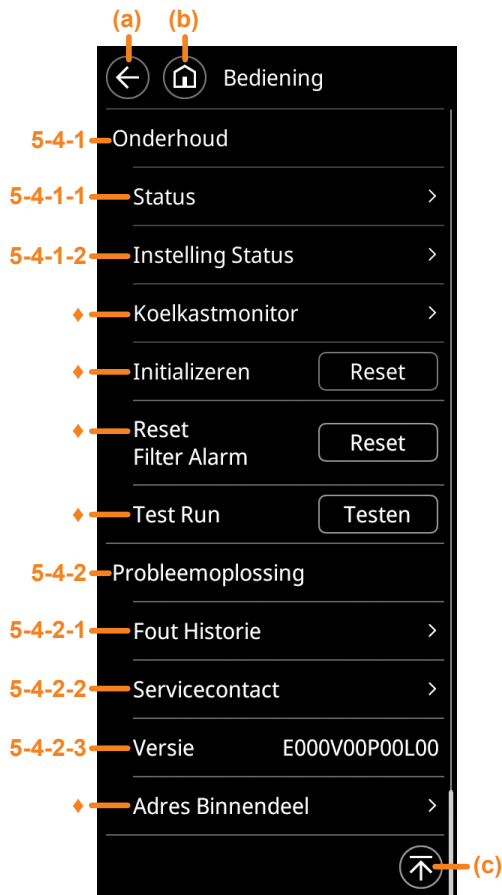 (a) (b)
Bediening
5-4-1 Onderhoud
5-4-1-1 Status >
5-4-1-2 Instelling Status >
♦ Koelkastmonitor >
♦ Initializeren Reset
♦ Reset
Filter Alarm Reset
♦ Test Run Testen
5-4-2 Probleemoplossing
5-4-2-1 Fout Historie >
5-4-2-2 Servicecontact >
5-4-2-3 Versie E000V00P00L00
♦ Adres Binnendeel >
(c)